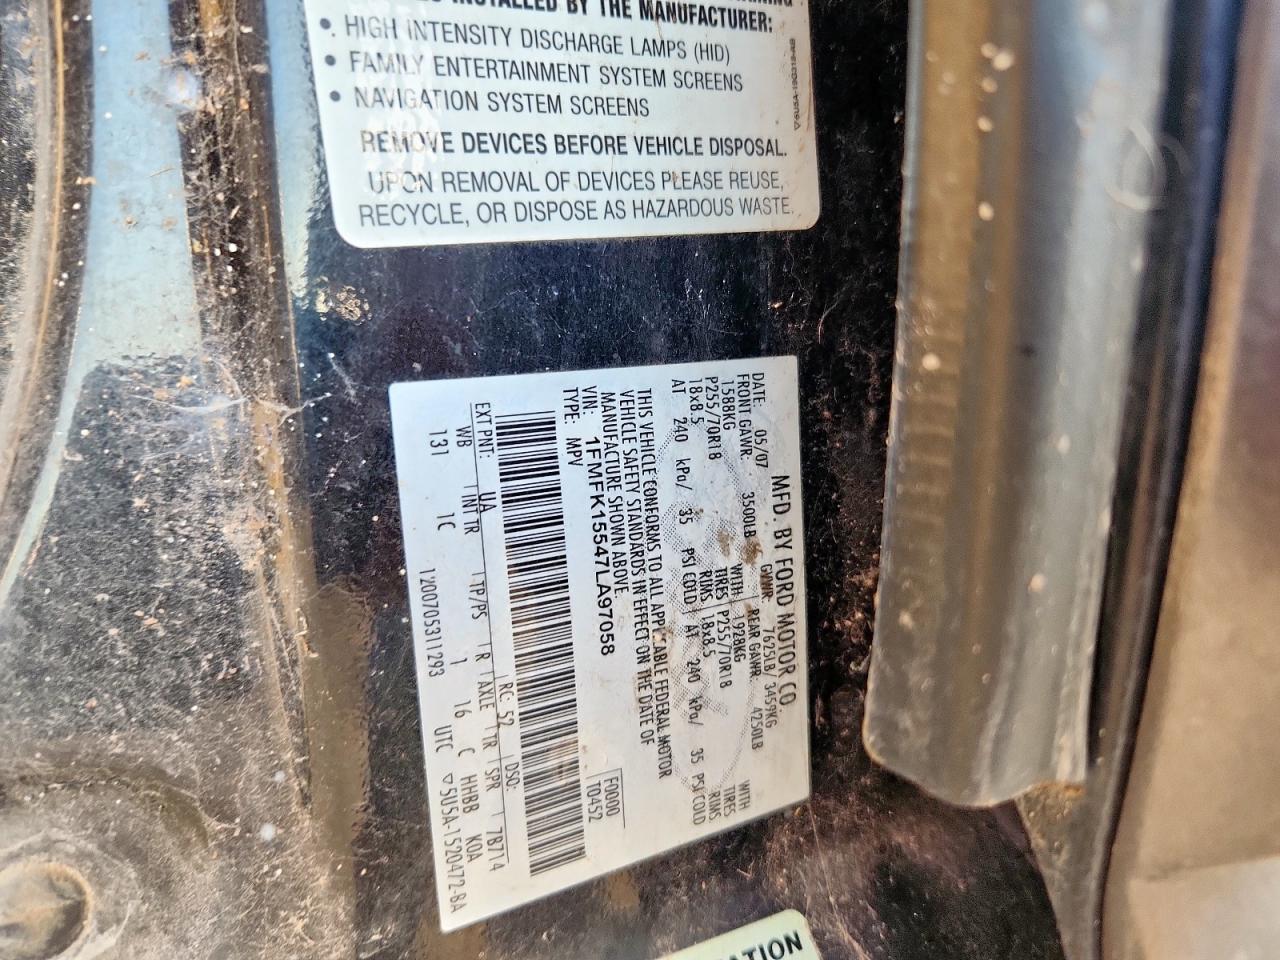 INSTALLED BY THE MANUFACTURER:
• HIGH INTENSITY DISCHARGE LAMPS (HID)
• FAMILY ENTERTAINMENT SYSTEM SCREENS
• NAVIGATION SYSTEM SCREENS
REMOVE DEVICES BEFORE VEHICLE DISPOSAL.
UPON REMOVAL OF DEVICES PLEASE REUSE,
RECYCLE, OR DISPOSE AS HAZARDOUS WASTE.
MFD. BY FORD MOTOR CO.
DATE: 05/07 GVWR: 7625LB/ 3459KG
FRONT GAWR: 3500LB REAR GAWR: 4250LB
1588KG WITH 1928KG WITH
P255/70R18 TIRES P255/70R18 TIRES
18x8.5 RIMS 18x8.5 RIMS
AT 240 kPa/ 35 PSI COLD AT 240 kPa/ 35 PSI COLD
THIS VEHICLE CONFORMS TO ALL APPLICABLE FEDERAL MOTOR
VEHICLE SAFETY STANDARDS IN EFFECT ON THE DATE OF
MANUFACTURE SHOWN ABOVE.
VIN: 1FMFK15547LA97058
TYPE: MPV
F0000
T0452
EXT PNT: UA RC: 52 DSO:
WB INT TR TP/PS R AXLE TR SPR 7B714
131 1C 1 16 C HHBB K0A
1200705311293 UTC ▽5U5A-1520472-BA